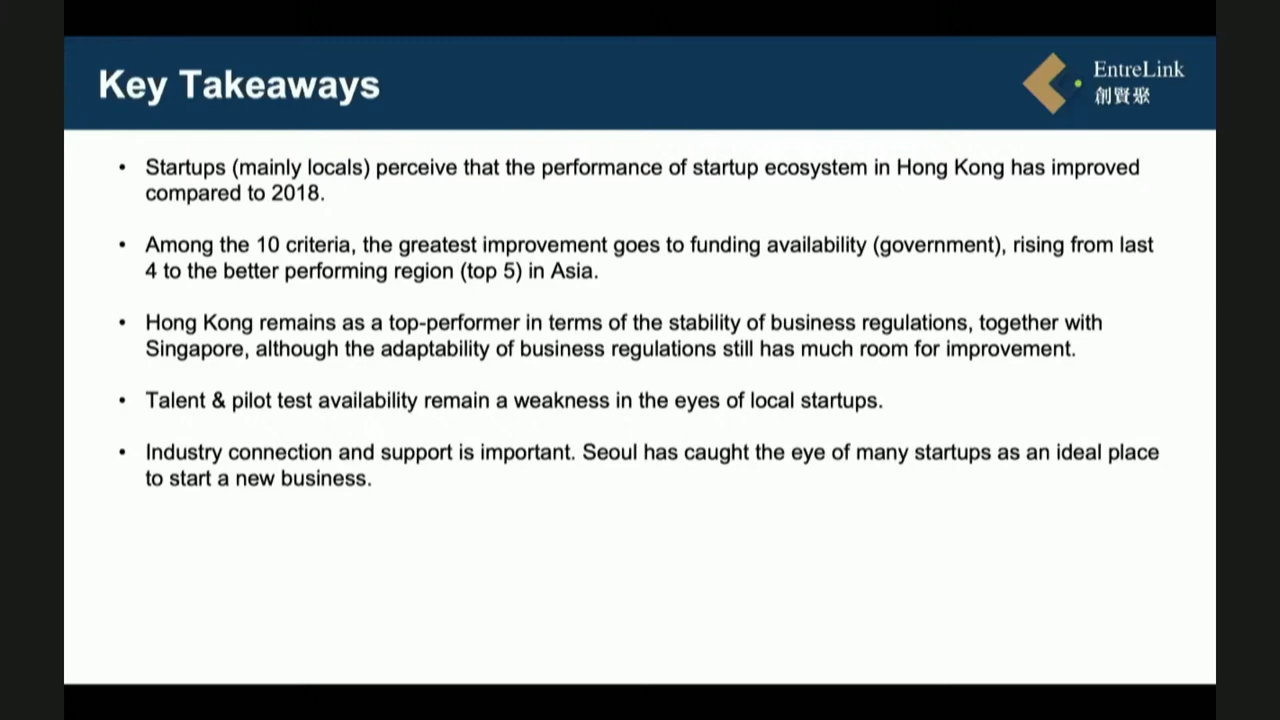 Key Takeaways
EntreLink
創賢聚
• Startups (mainly locals) perceive that the performance of startup ecosystem in Hong Kong has improved
compared to 2018.
• Among the 10 criteria, the greatest improvement goes to funding availability (government), rising from last
4 to the better performing region (top 5) in Asia.
• Hong Kong remains as a top-performer in terms of the stability of business regulations, together with
Singapore, although the adaptability of business regulations still has much room for improvement.
• Talent & pilot test availability remain a weakness in the eyes of local startups.
• Industry connection and support is important. Seoul has caught the eye of many startups as an ideal place
to start a new business.